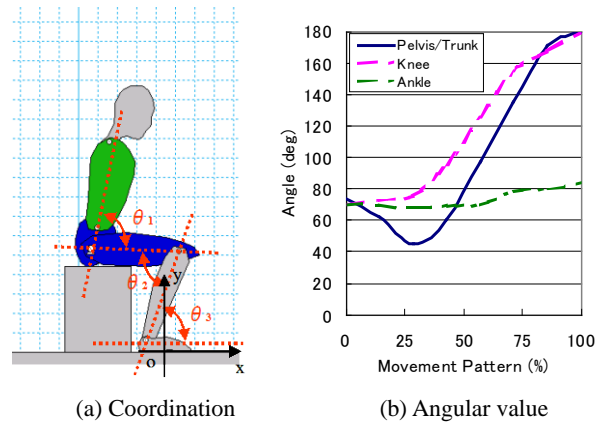 θ₁
θ₂
y
θ₃
o
x
(a) Coordination
180
160
140
120
100
80
60
40
20
0
Angle (deg)
Pelvis/Trunk
Knee
Ankle
0 25 50 75 100
Movement Pattern (%)
(b) Angular value